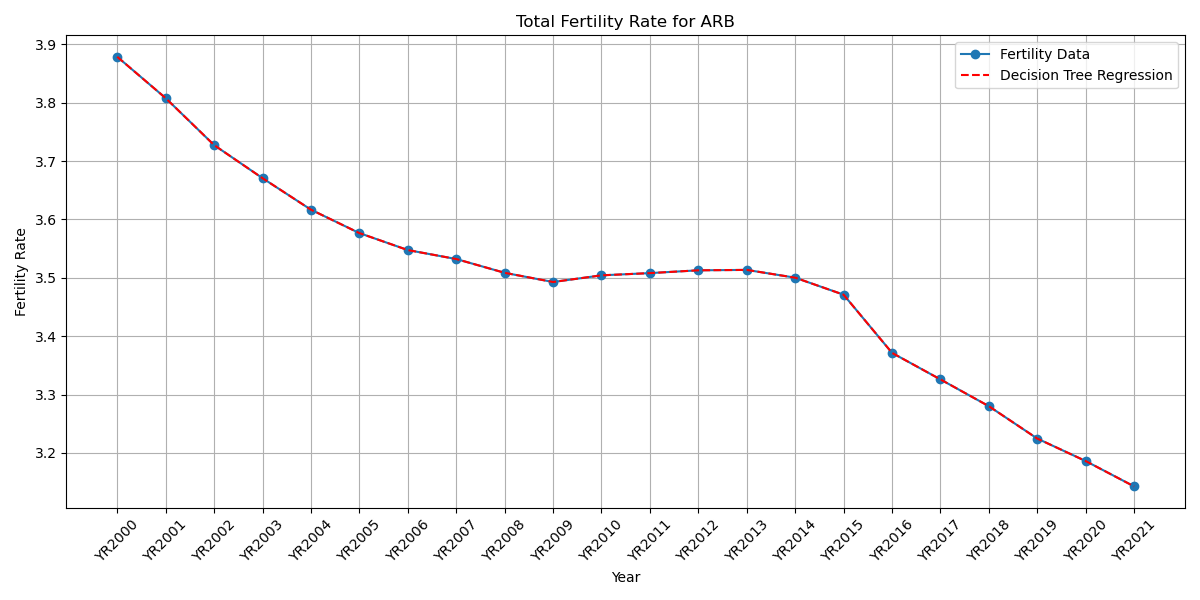 Total Fertility Rate for ARB
Fertility Data
Decision Tree Regression
Fertility Rate
3.9
3.8
3.7
3.6
3.5
3.4
3.3
3.2
YR2000
YR2001
YR2002
YR2003
YR2004
YR2005
YR2006
YR2007
YR2008
YR2009
YR2010
YR2011
YR2012
YR2013
YR2014
YR2015
YR2016
YR2017
YR2018
YR2019
YR2020
YR2021
Year